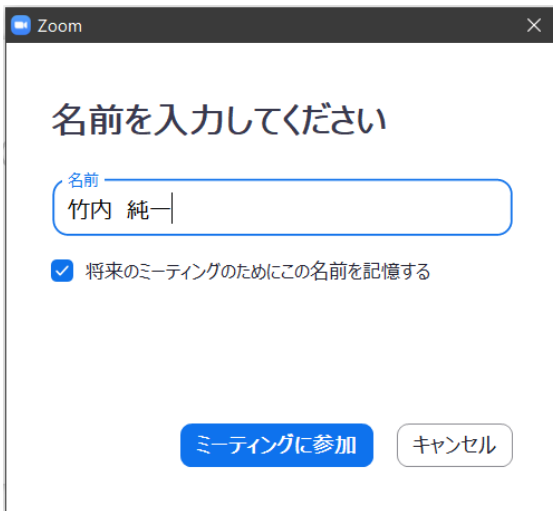 Zoom
名前を入力してください
名前
竹内 純一
将来のミーティングのためにこの名前を記憶する
ミーティングに参加
キャンセル